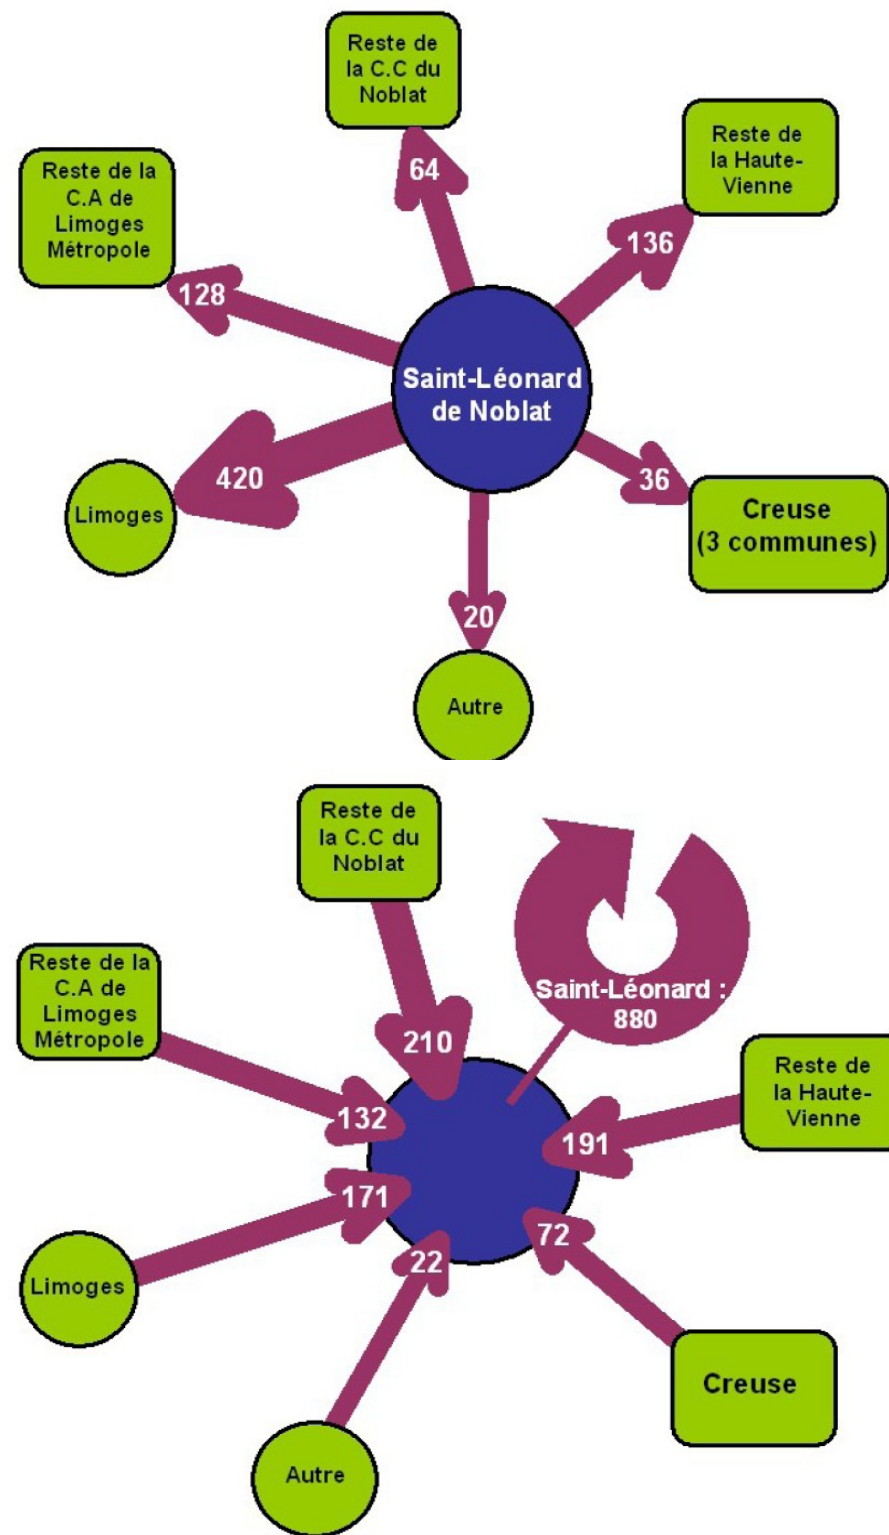 Reste de
la C.C du
Noblat
Reste de
la Haute-
Vienne
Reste de la
C.A de
Limoges
Métropole
64
136
128
Saint-Léonard
de Noblat
420
36
Limoges
Creuse
(3 communes)
20
Autre
Reste de
la C.C du
Noblat
Reste de la
C.A de
Limoges
Métropole
Saint-Léonard :
880
210
Reste de
la Haute-
Vienne
132
191
171
72
22
Limoges
Creuse
Autre